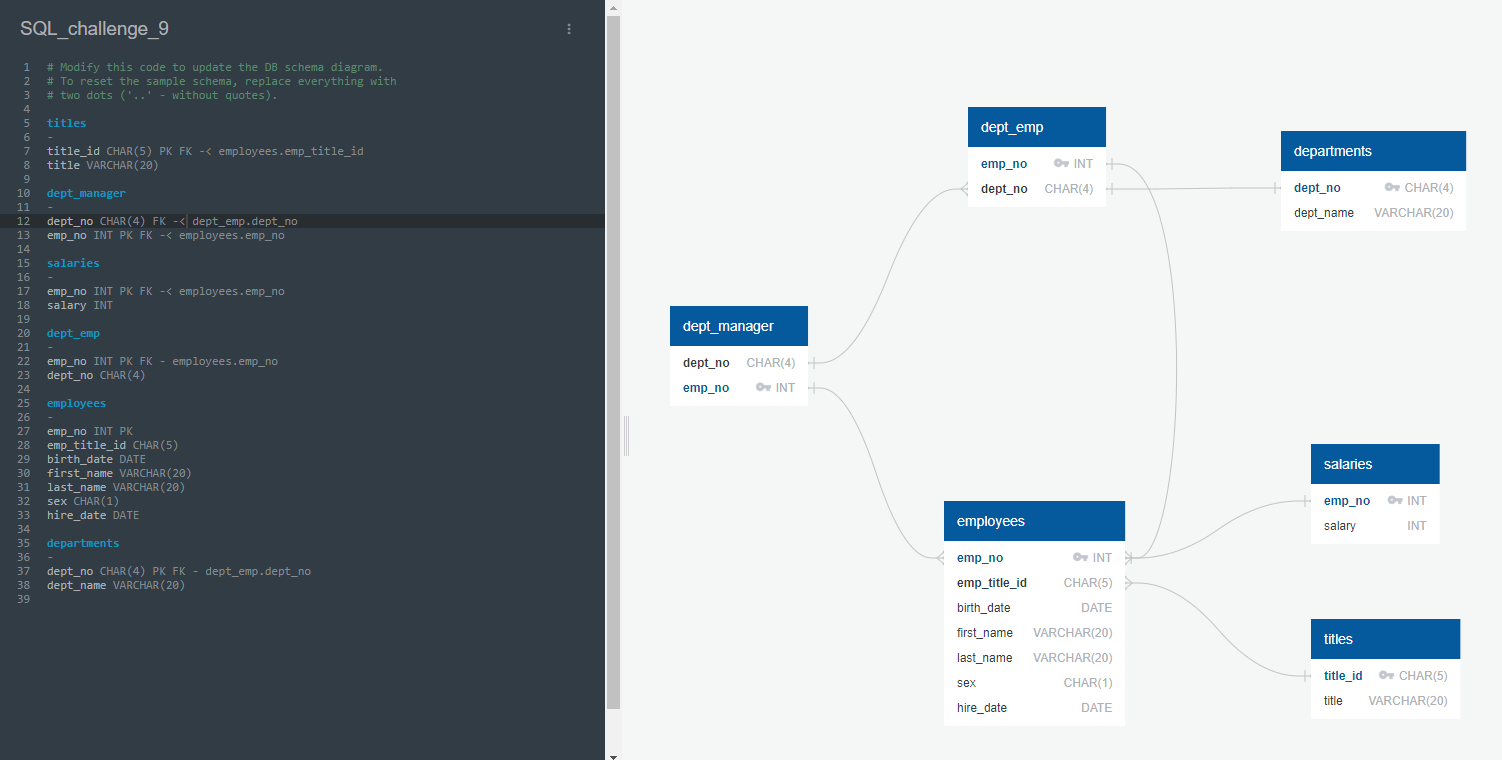 SQL_challenge_9
1 # Modify this code to update the DB schema diagram.
2 # To reset the sample schema, replace everything with
3 # two dots ('..' - without quotes).
4
5 titles
6 -
7 title_id CHAR(5) PK FK -< employees.emp_title_id
8 title VARCHAR(20)
9
10 dept_manager
11 -
12 dept_no CHAR(4) FK -< dept_emp.dept_no
13 emp_no INT PK FK -< employees.emp_no
14
15 salaries
16 -
17 emp_no INT PK FK -< employees.emp_no
18 salary INT
19
20 dept_emp
21 -
22 emp_no INT PK FK - employees.emp_no
23 dept_no CHAR(4)
24
25 employees
26 -
27 emp_no INT PK
28 emp_title_id CHAR(5)
29 birth_date DATE
30 first_name VARCHAR(20)
31 last_name VARCHAR(20)
32 sex CHAR(1)
33 hire_date DATE
34
35 departments
36 -
37 dept_no CHAR(4) PK FK - dept_emp.dept_no
38 dept_name VARCHAR(20)
39
dept_emp
emp_no INT
dept_no CHAR(4)
departments
dept_no CHAR(4)
dept_name VARCHAR(20)
dept_manager
dept_no CHAR(4)
emp_no INT
employees
emp_no INT
emp_title_id CHAR(5)
birth_date DATE
first_name VARCHAR(20)
last_name VARCHAR(20)
sex CHAR(1)
hire_date DATE
salaries
emp_no INT
salary INT
titles
title_id CHAR(5)
title VARCHAR(20)